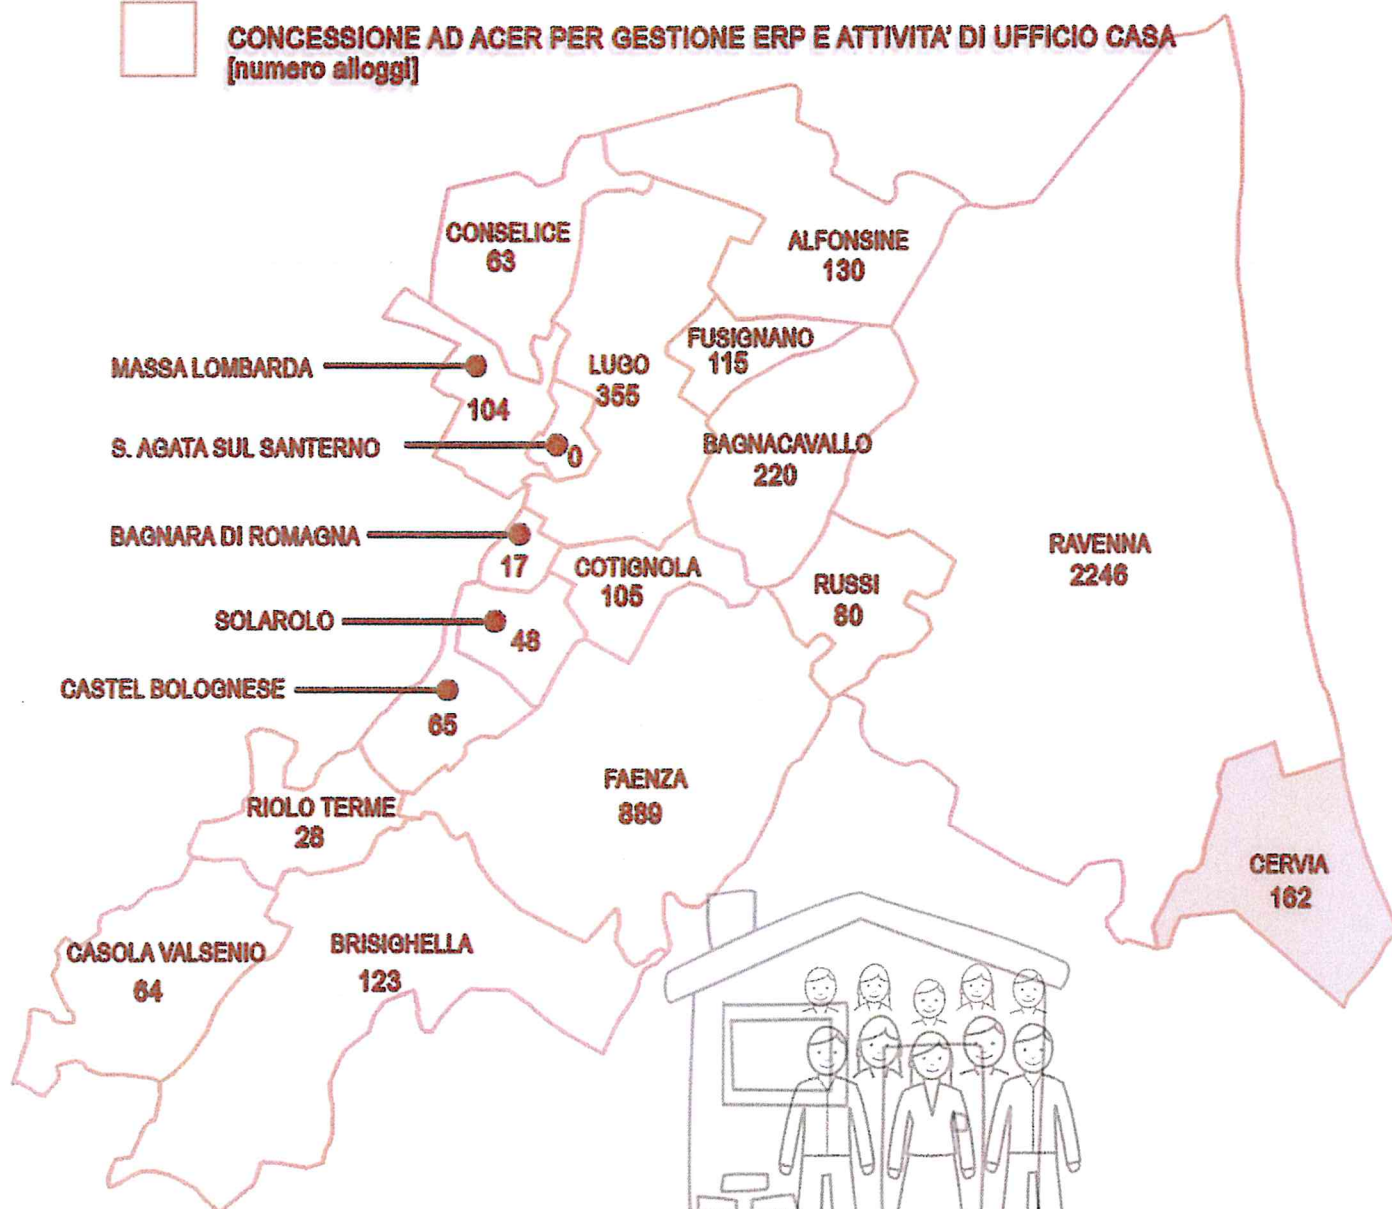 CONCESSIONE AD ACER PER GESTIONE ERP E ATTIVITA' DI UFFICIO CASA
[numero alloggi]
CONSELICE
63
ALFONSINE
130
FUSIGNANO
115
MASSA LOMBARDA
104
LUGO
355
S. AGATA SUL SANTERNO
0
BAGNACAVALLO
220
BAGNARA DI ROMAGNA
17
COTIGNOLA
105
RAVENNA
2246
RUSSI
80
SOLAROLO
48
CASTEL BOLOGNESE
65
FAENZA
889
RIOLO TERME
28
CERVIA
162
CASOLA VALSENIO
64
BRISIGHELLA
123